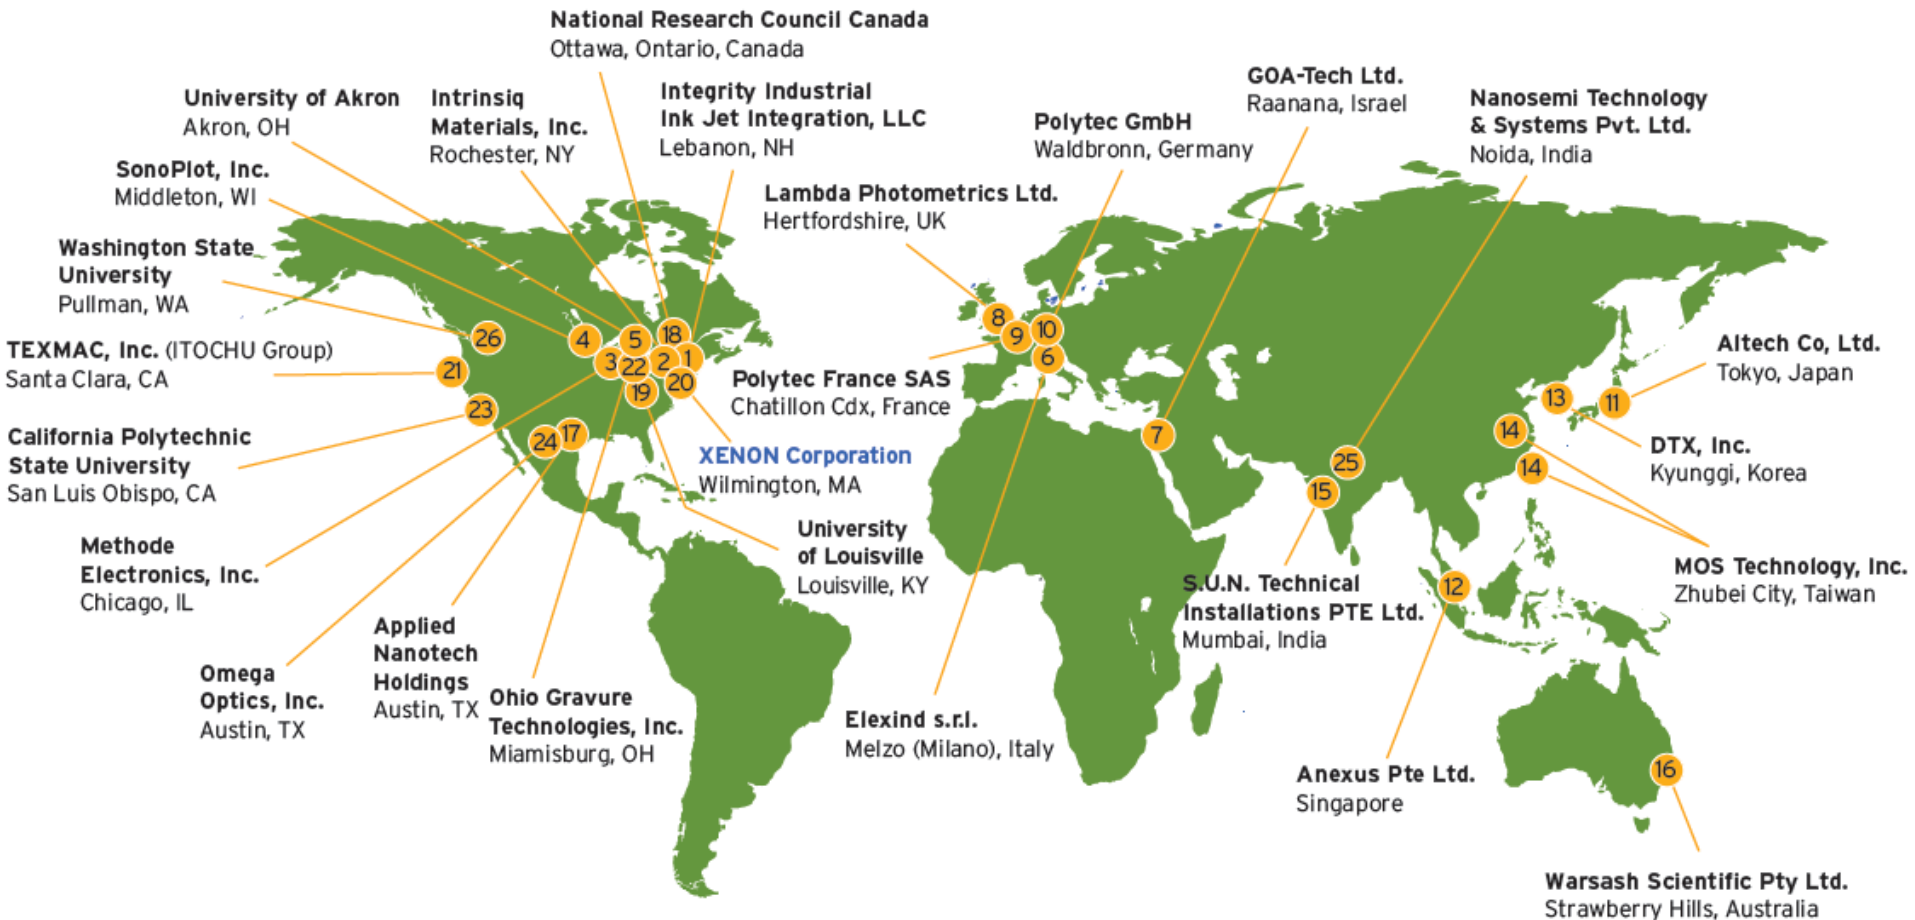 National Research Council Canada
Ottawa, Ontario, Canada
University of Akron
Akron, OH
Intrinsiq
Materials, Inc.
Rochester, NY
Integrity Industrial
Ink Jet Integration, LLC
Lebanon, NH
GOA-Tech Ltd.
Raanana, Israel
Nanosemi Technology
& Systems Pvt. Ltd.
Noida, India
Polytec GmbH
Waldbronn, Germany
SonoPlot, Inc.
Middleton, WI
Lambda Photometrics Ltd.
Hertfordshire, UK
Washington State
University
Pullman, WA
TEXMAC, Inc. (ITOCHU Group)
Santa Clara, CA
California Polytechnic
State University
San Luis Obispo, CA
Methode
Electronics, Inc.
Chicago, IL
Omega
Optics, Inc.
Austin, TX
Applied
Nanotech
Holdings
Austin, TX
Ohio Gravure
Technologies, Inc.
Miamisburg, OH
Polytec France SAS
Chatillon Cdx, France
XENON Corporation
Wilmington, MA
University
of Louisville
Louisville, KY
Elexind s.r.l.
Melzo (Milano), Italy
S.U.N. Technical
Installations PTE Ltd.
Mumbai, India
Altech Co, Ltd.
Tokyo, Japan
DTX, Inc.
Kyunggi, Korea
MOS Technology, Inc.
Zhubei City, Taiwan
Anexus Pte Ltd.
Singapore
Warsash Scientific Pty Ltd.
Strawberry Hills, Australia
26
4
5
18
21
3
22
2
1
20
19
23
24
17
8
9
10
6
7
25
15
13
11
14
14
12
16